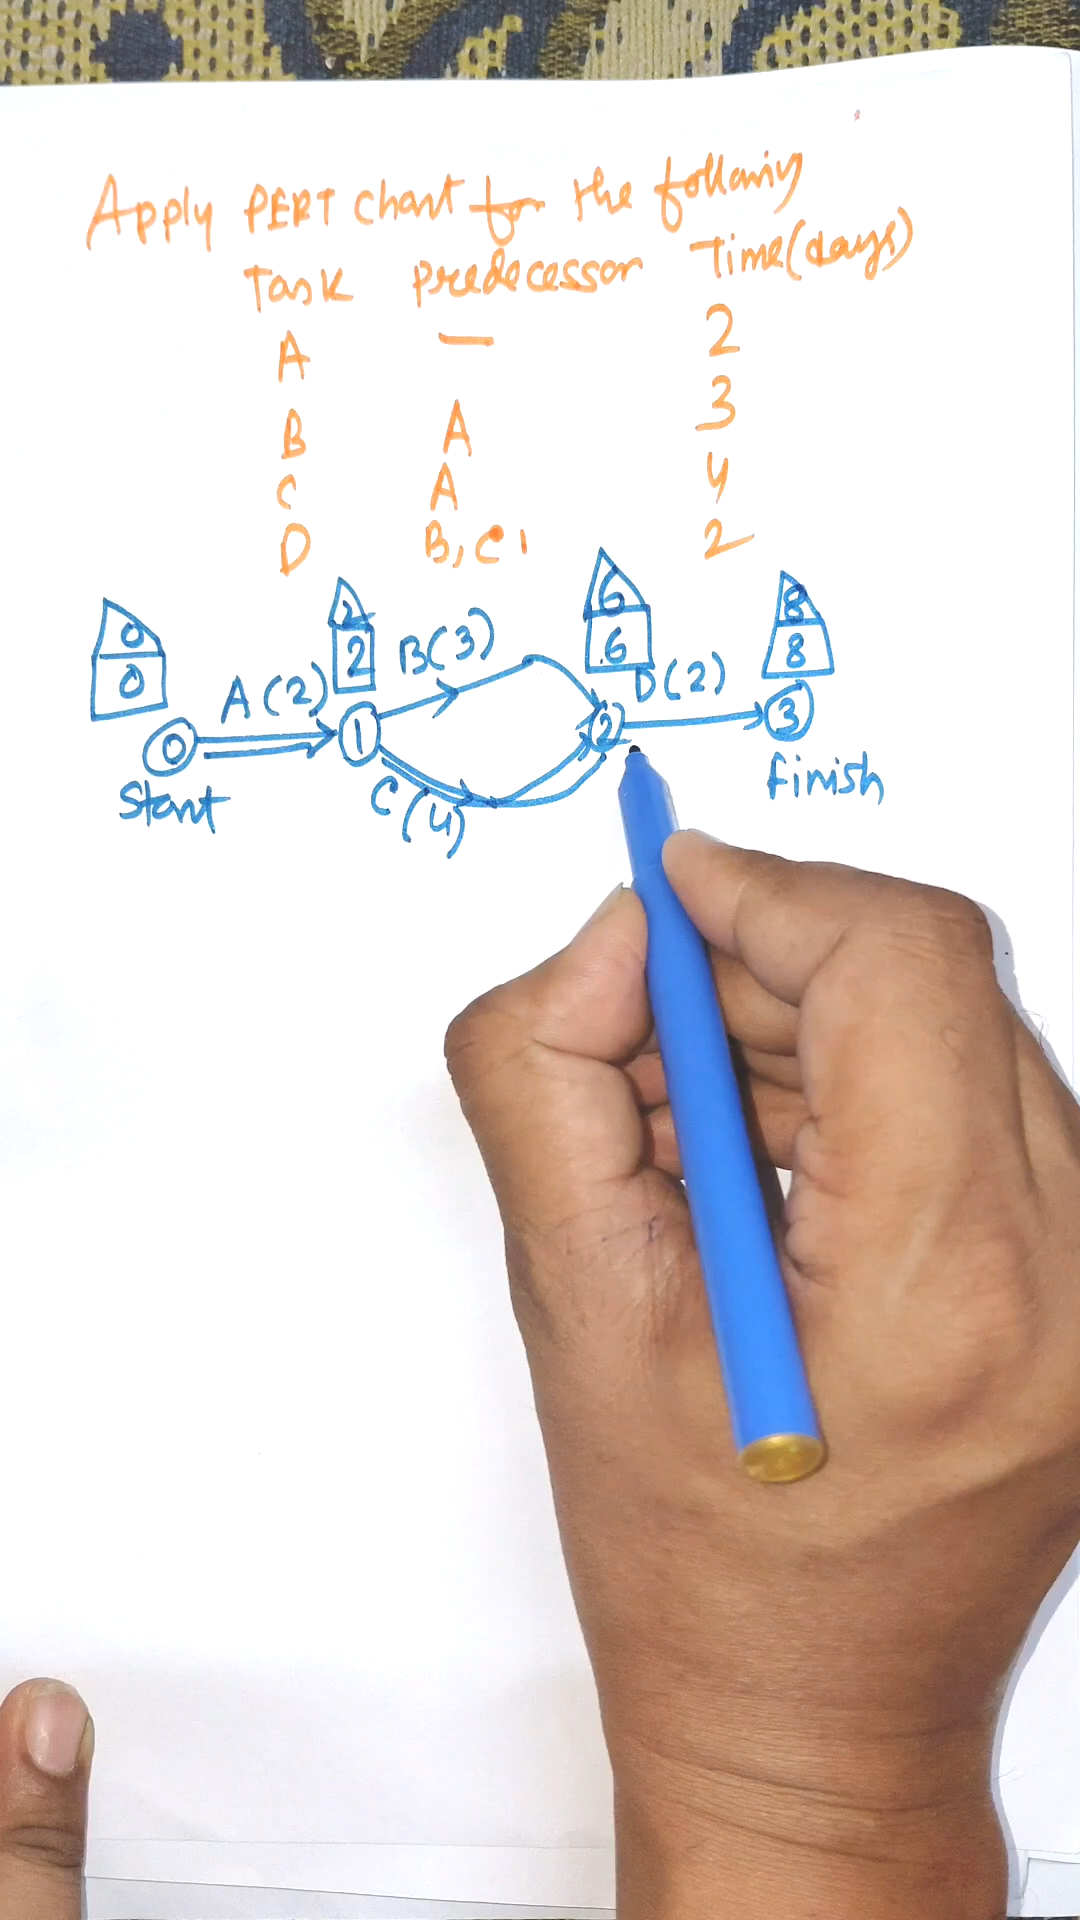 Apply PERT chart for the following
Task Predecessor Time(days)
A — 2
B A 3
C A 4
D B, C 2
0 2 6 8
0 2 6 8
A(2) B(3) D(2)
0 1 2 3
Start C(4) finish